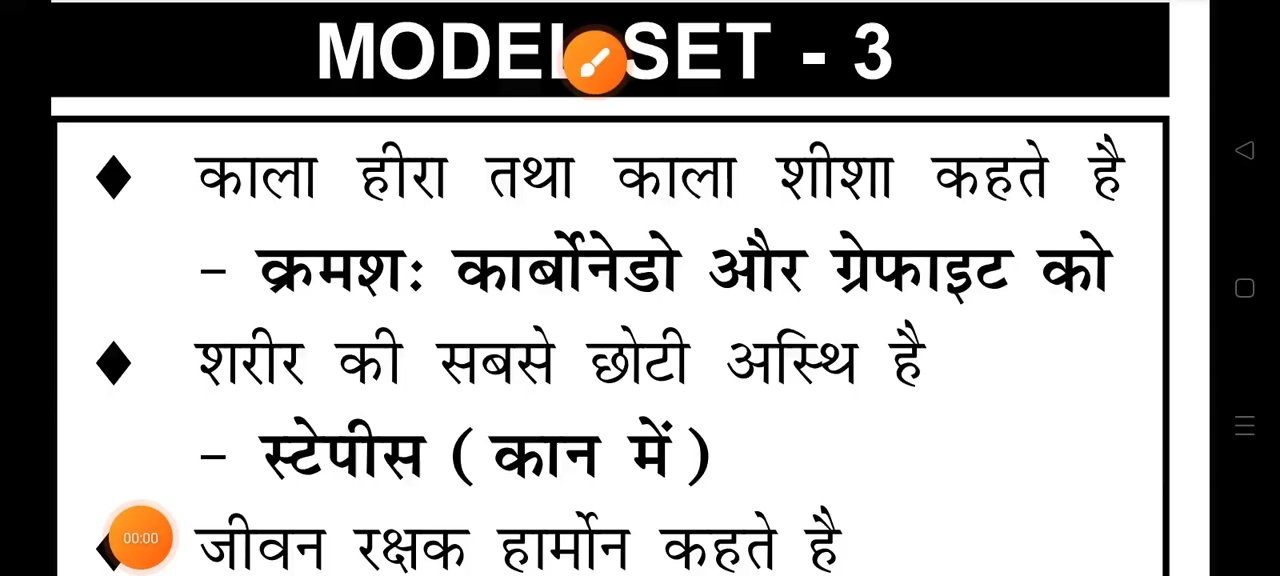 MODEL SET - 3
♦ काला हीरा तथा काला शीशा कहते है
- क्रमशः कार्बोनेडो और ग्रेफाइट को
♦ शरीर की सबसे छोटी अस्थि है
- स्टेपीस ( कान में )
♦ जीवन रक्षक हार्मोन कहते है
00:00